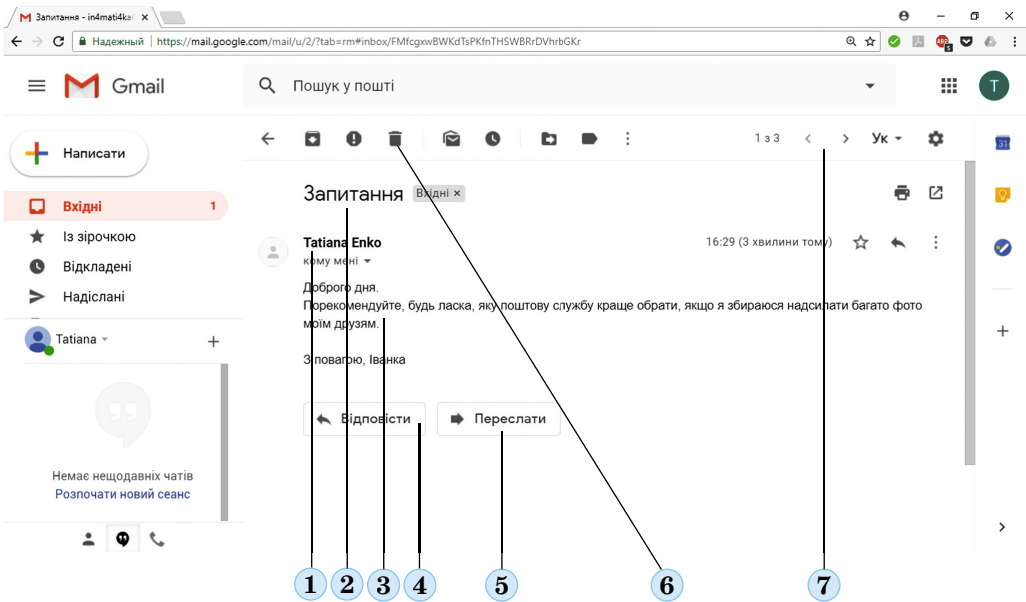 Запитання - in4mati4ka
Надежный | https://mail.google.com/mail/u/2/?tab=rm#inbox/FMfcgxwBWKdTsPKfnTHSWBRrDVhrbGKr
ABP 5
Gmail
Пошук у пошті
T
Написати
1 з 3
Ук
31
Вхідні 1
Запитання Вхідні ×
Із зірочкою
Tatiana Enko
16:29 (3 хвилини тому)
кому мені
Відкладені
Доброго дня.
Надіслані
Порекомендуйте, будь ласка, яку поштову службу краще обрати, якщо я збираюся надсилати багато фото
моїм друзям.
Tatiana
З повагою, Іванка
Відповісти
Переслати
Немає нещодавніх чатів
Розпочати новий сеанс
1 2 3 4 5 6 7